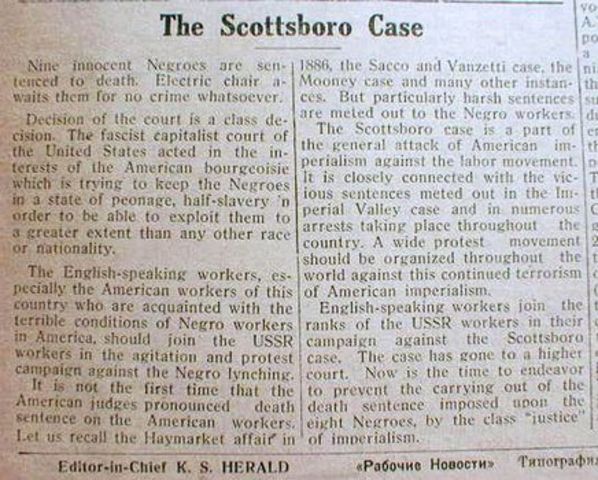 The Scottsboro Case
Nine innocent Negroes are sen-
tenced to death. Electric chair a-
waits them for no crime whatsoever.
Decision of the court is a class de-
cision. The fascist capitalist court of
the United States acted in the in-
terests of the American bourgeoisie
which is trying to keep the Negroes
in a state of peonage, half-slavery 'n
order to be able to exploit them to
a greater extent than any other race
or nationality.
The English-speaking workers, es-
pecially the American workers of this
country who are acquainted with the
terrible conditions of Negro workers
in America, should join the USSR
workers in the agitation and protest
campaign against the Negro lynching.
It is not the first time that the
American judges pronounced death
sentence on the American workers.
Let us recall the Haymarket affair in
1886, the Sacco and Vanzetti case, the
Mooney case and many other instan-
ces. But particularly harsh sentences
are meted out to the Negro workers.
The Scottsboro case is a part of
the general attack of American im-
perialism against the labor movement.
It is closely connected with the vic-
ious sentences meted out in the Im-
perial Valley case and in numerous
arrests taking place throughout the
country. A wide protest movement
should be organized throughout the
world against this continued terrorism
of American imperialism.
English-speaking workers join the
ranks of the USSR workers in their
campaign against the Scottsboro
case. The case has gone to a higher
court. Now is the time to endeavor
to prevent the carrying out of the
death sentence imposed upon the
eight Negroes, by the class "justice"
of imperialism.
Editor-in-Chief K. S. HERALD «Рабочие Новости»